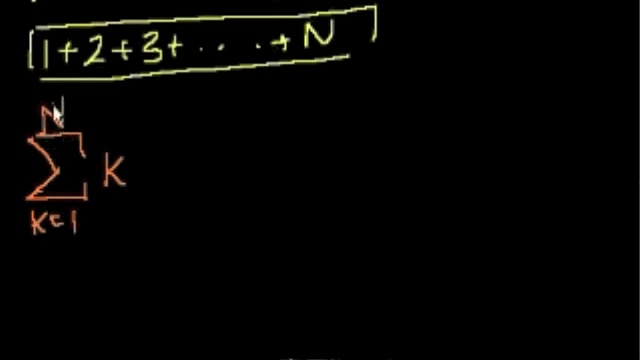 1+2+3+ . . . . + N
N
Σ K
K=1